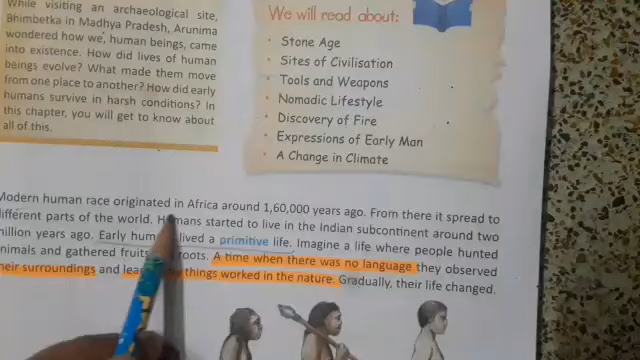 While visiting an archaeological site,
Bhimbetka in Madhya Pradesh, Arunima
wondered how we, human beings, came
into existence. How did lives of human
beings evolve? What made them move
from one place to another? How did early
humans survive in harsh conditions? In
this chapter, you will get to know about
all of this.
We will read about:
• Stone Age
• Sites of Civilisation
• Tools and Weapons
• Nomadic Lifestyle
• Discovery of Fire
• Expressions of Early Man
• A Change in Climate
Modern human race originated in Africa around 1,60,000 years ago. From there it spread to
different parts of the world. Humans started to live in the Indian subcontinent around two
million years ago. Early lived a primitive life. Imagine a life where people hunted
animals and gathered fruits roots. A time when there was no language they observed
their surroundings and things worked in the nature. Gradually, their life changed.